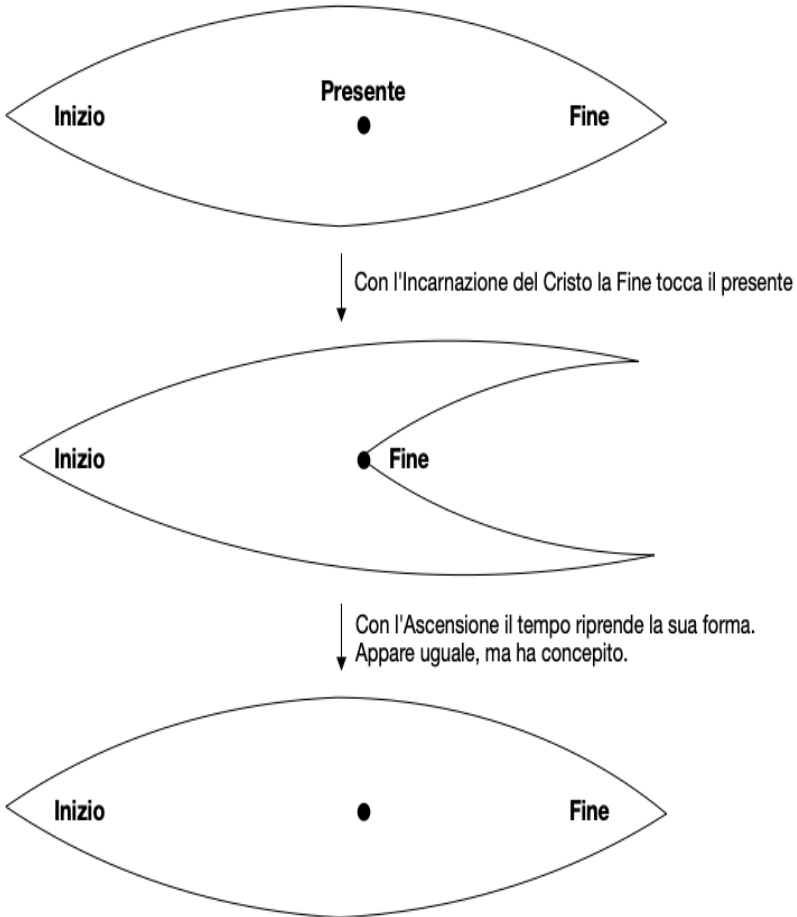 Presente
Inizio
Fine
Con l'Incarnazione del Cristo la Fine tocca il presente
Inizio
Fine
Con l'Ascensione il tempo riprende la sua forma.
Appare uguale, ma ha concepito.
Inizio
Fine